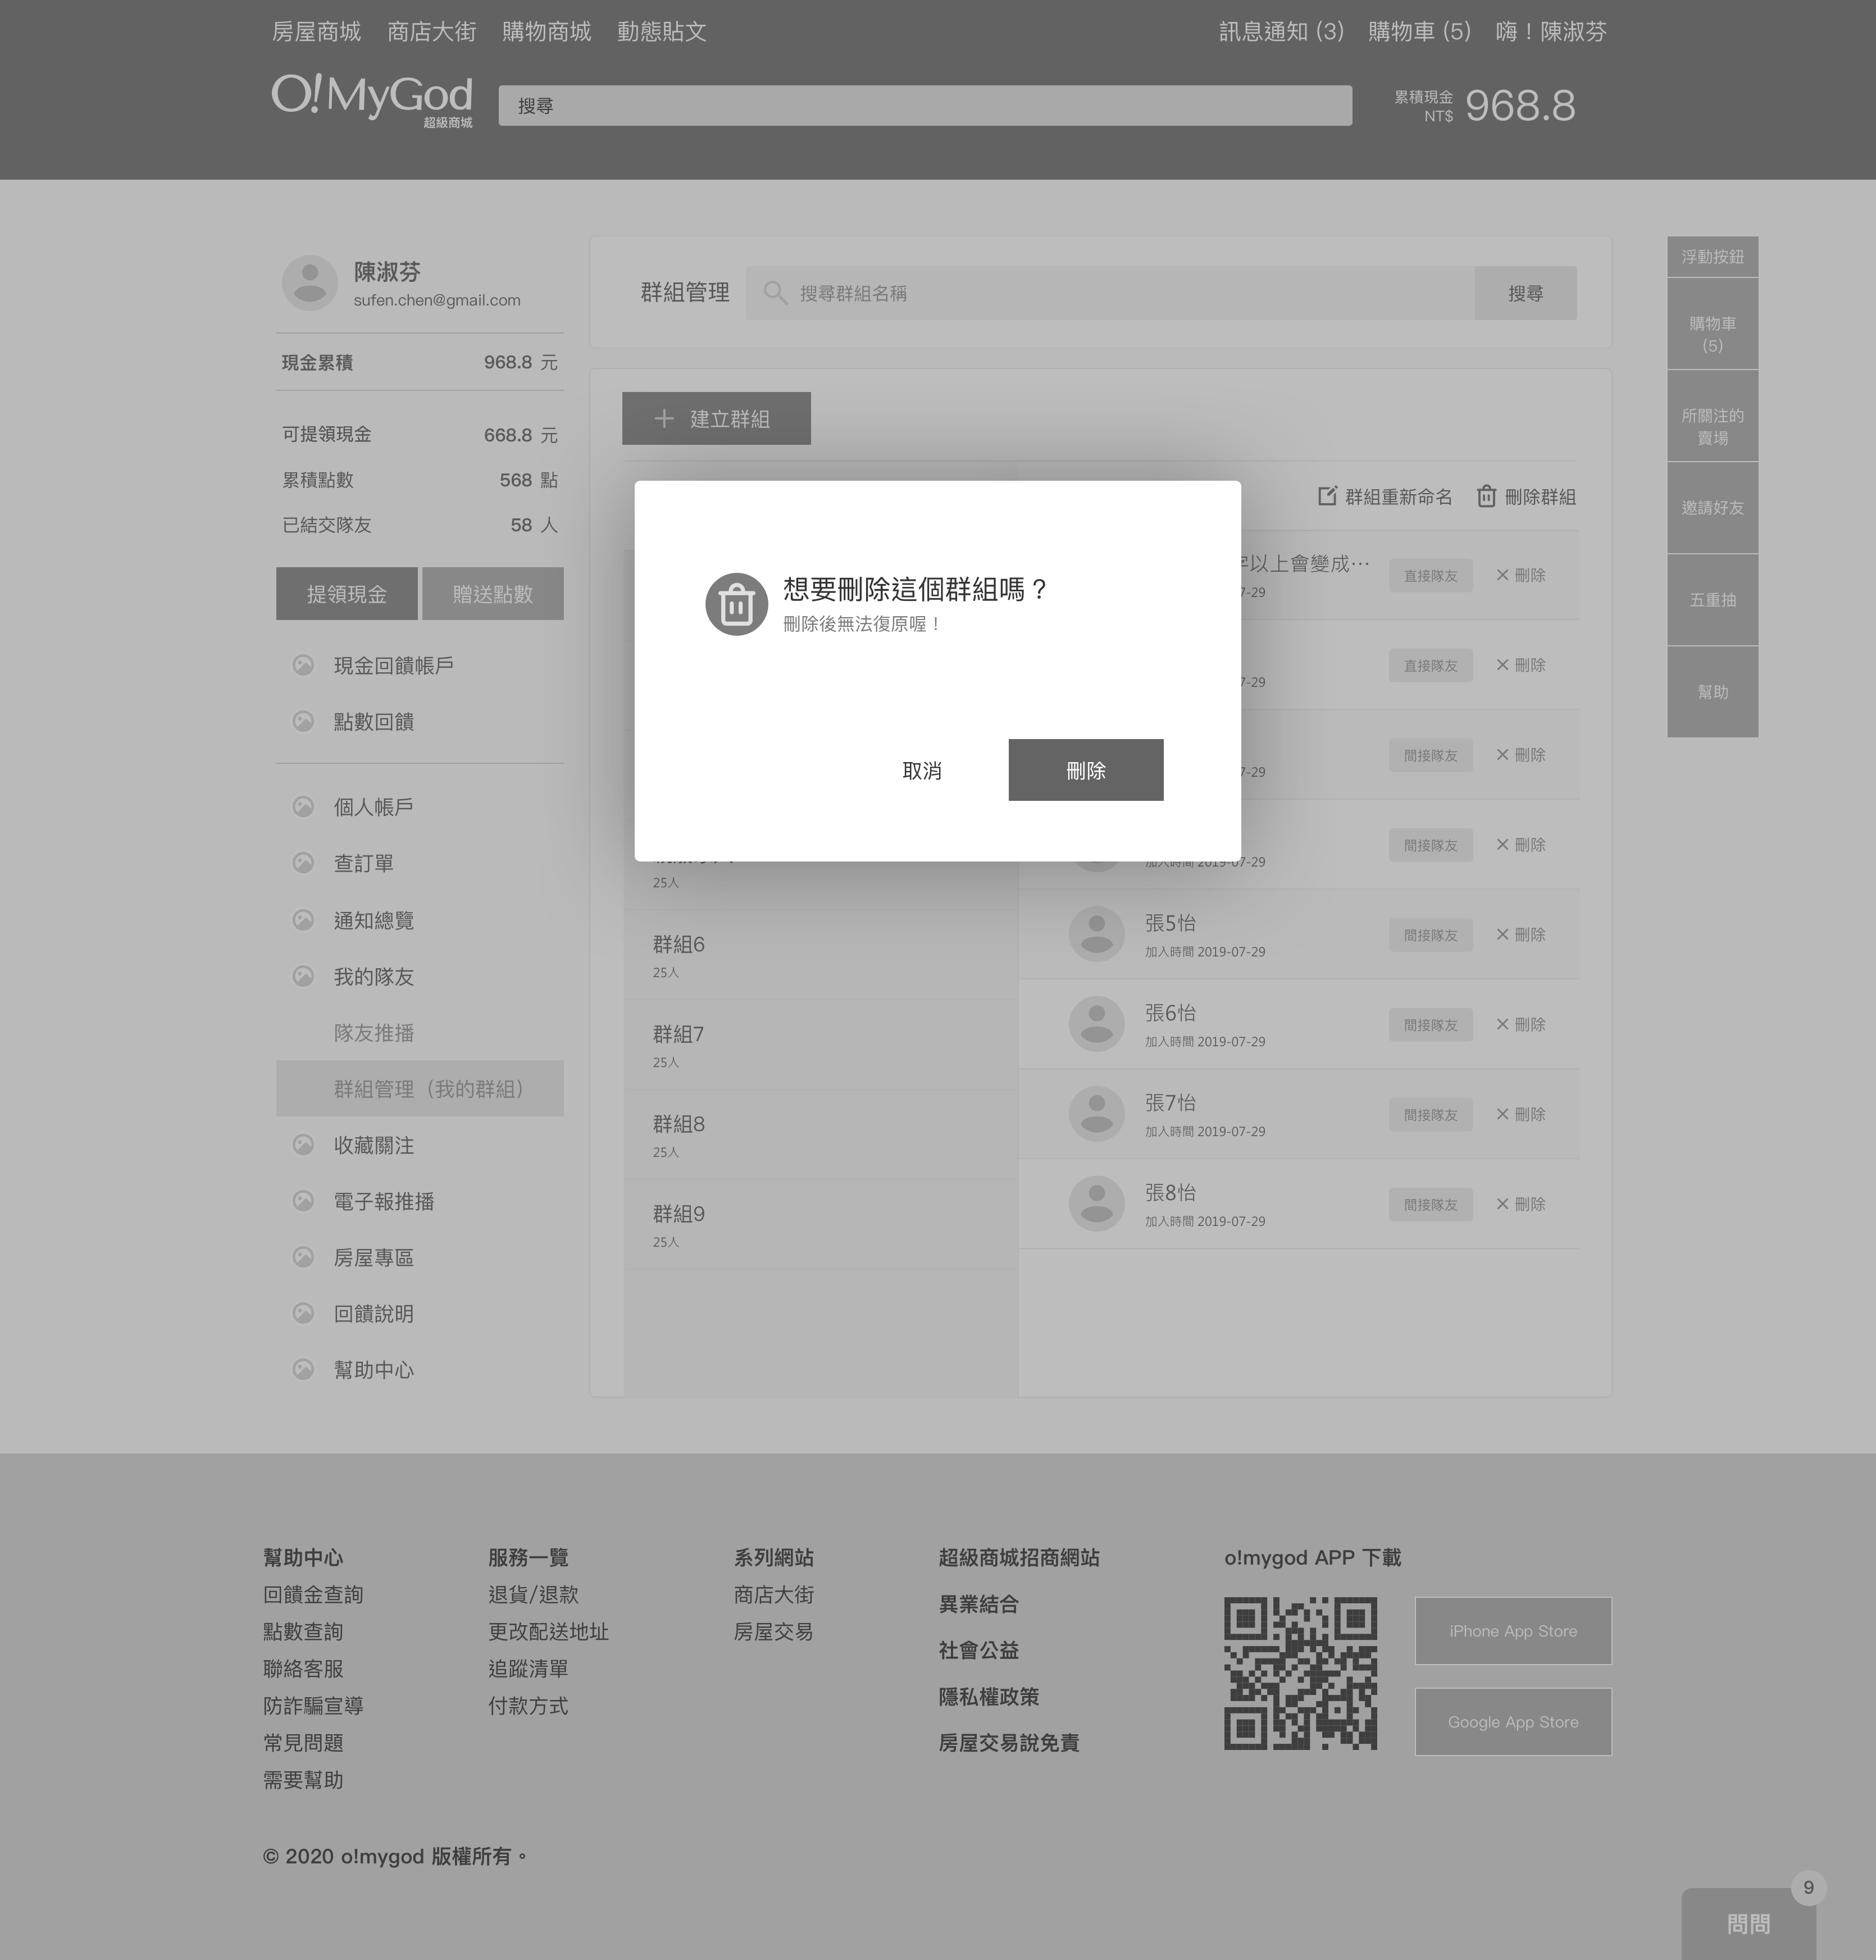 房屋商城 商店大街 購物商城 動態貼文 訊息通知 (3) 購物車 (5) 嗨！陳淑芬
O!MyGod
超級商城
搜尋
累積現金
NT$
968.8
陳淑芬
sufen.chen@gmail.com
現金累積 968.8 元
可提領現金 668.8 元
累積點數 568 點
已結交隊友 58 人
提領現金 贈送點數
現金回饋帳戶
點數回饋
個人帳戶
查訂單
通知總覽
我的隊友
隊友推播
群組管理（我的群組）
收藏關注
電子報推播
房屋專區
回饋說明
幫助中心
群組管理 搜尋群組名稱 搜尋
建立群組
群組重新命名 刪除群組
想要刪除這個群組嗎？
刪除後無法復原喔！
取消 刪除
25人
群組6
25人
群組7
25人
群組8
25人
群組9
25人
字以上會變成⋯ 直接隊友 刪除
7-29
直接隊友 刪除
7-29
間接隊友 刪除
7-29
間接隊友 刪除
加入時間 2019-07-29
張5怡 間接隊友 刪除
加入時間 2019-07-29
張6怡 間接隊友 刪除
加入時間 2019-07-29
張7怡 間接隊友 刪除
加入時間 2019-07-29
張8怡 間接隊友 刪除
加入時間 2019-07-29
浮動按鈕
購物車
(5)
所關注的
賣場
邀請好友
五重抽
幫助
幫助中心
回饋金查詢
點數查詢
聯絡客服
防詐騙宣導
常見問題
需要幫助
服務一覽
退貨/退款
更改配送地址
追蹤清單
付款方式
系列網站
商店大街
房屋交易
超級商城招商網站
異業結合
社會公益
隱私權政策
房屋交易說免責
o!mygod APP 下載
iPhone App Store
Google App Store
© 2020 o!mygod 版權所有。
9
問問